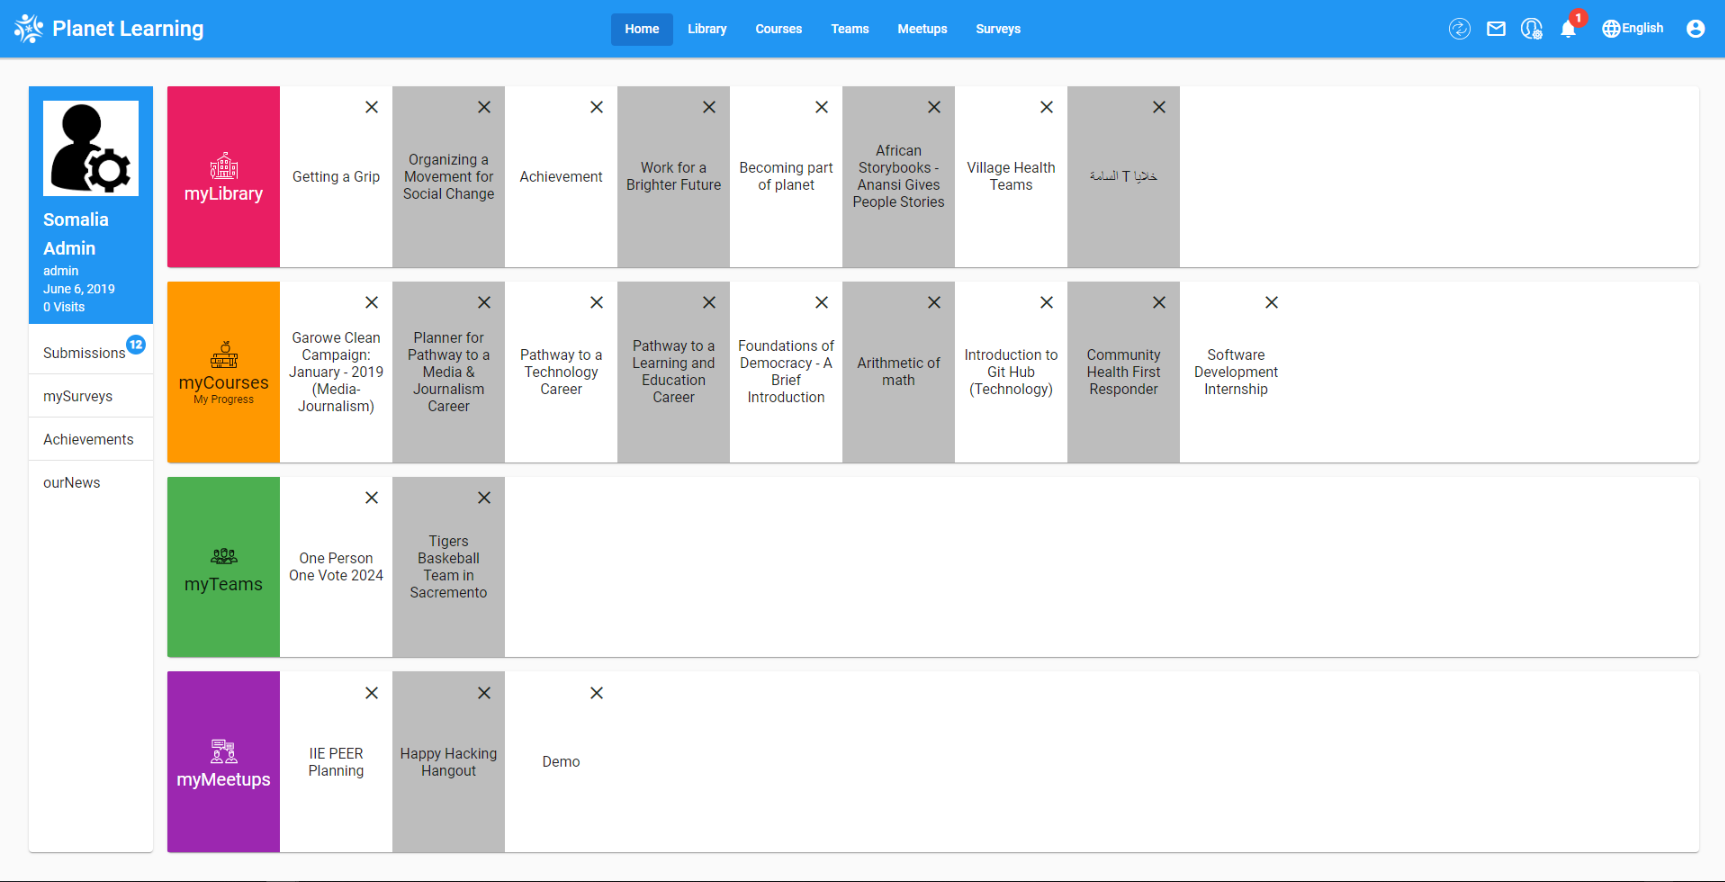 Planet Learning
Home Library Courses Teams Meetups Surveys
1
English
Somalia
Admin
admin
June 6, 2019
0 Visits
Submissions 12
mySurveys
Achievements
ourNews
myLibrary
Getting a Grip
Organizing a
Movement for
Social Change
Achievement
Work for a
Brighter Future
Becoming part
of planet
African
Storybooks -
Anansi Gives
People Stories
Village Health
Teams
خلايا T السامة
myCourses
My Progress
Garowe Clean
Campaign:
January - 2019
(Media-
Journalism)
Planner for
Pathway to a
Media &
Journalism
Career
Pathway to a
Technology
Career
Pathway to a
Learning and
Education
Career
Foundations of
Democracy - A
Brief
Introduction
Arithmetic of
math
Introduction to
Git Hub
(Technology)
Community
Health First
Responder
Software
Development
Internship
myTeams
One Person
One Vote 2024
Tigers
Baskeball
Team in
Sacremento
myMeetups
IIE PEER
Planning
Happy Hacking
Hangout
Demo